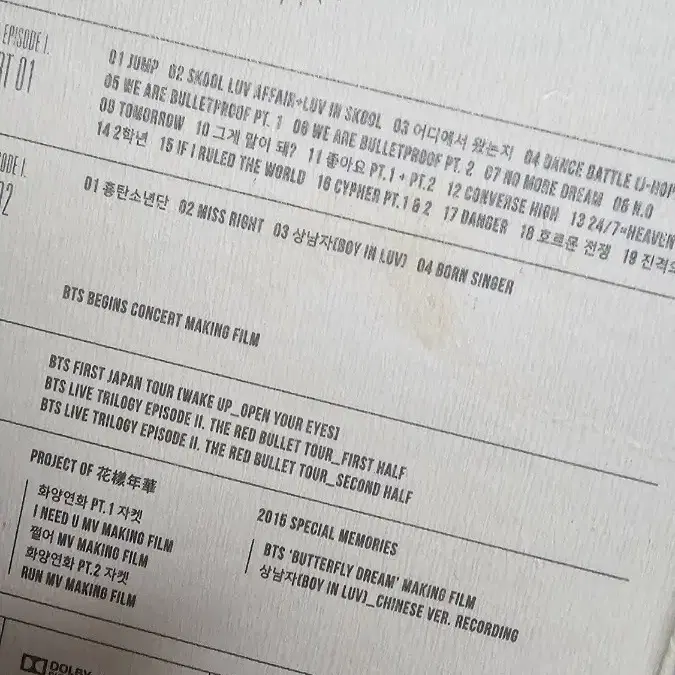 EPISODE I.
01
01 JUMP 02 SKOOL LUV AFFAIR+LUV IN SKOOL 03 어디에서 왔는지 04 DANCE BATTLE
05 WE ARE BULLETPROOF PT. 1 06 WE ARE BULLETPROOF PT. 2 07 NO MORE DREAM 08 N.O
09 TOMORROW 10 그게 말이 돼? 11 좋아요 PT.1 + PT.2 12 CONVERSE HIGH 13 24/7=HEAVEN
14 2학년 15 IF I RULED THE WORLD 16 CYPHER PT.1 & 2 17 DANGER 18 호르몬 전쟁 19 진격의
I.
02
01 흥탄소년단 02 MISS RIGHT 03 상남자(BOY IN LUV) 04 BORN SINGER
BTS BEGINS CONCERT MAKING FILM
BTS FIRST JAPAN TOUR [WAKE UP_OPEN YOUR EYES]
BTS LIVE TRILOGY EPISODE II. THE RED BULLET TOUR_FIRST HALF
BTS LIVE TRILOGY EPISODE II. THE RED BULLET TOUR_SECOND HALF
PROJECT OF 花樣年華
화양연화 PT.1 자켓
I NEED U MV MAKING FILM
쩔어 MV MAKING FILM
화양연화 PT.2 자켓
RUN MV MAKING FILM
2015 SPECIAL MEMORIES
BTS 'BUTTERFLY DREAM' MAKING FILM
상남자(BOY IN LUV)_CHINESE VER. RECORDING
DOLBY